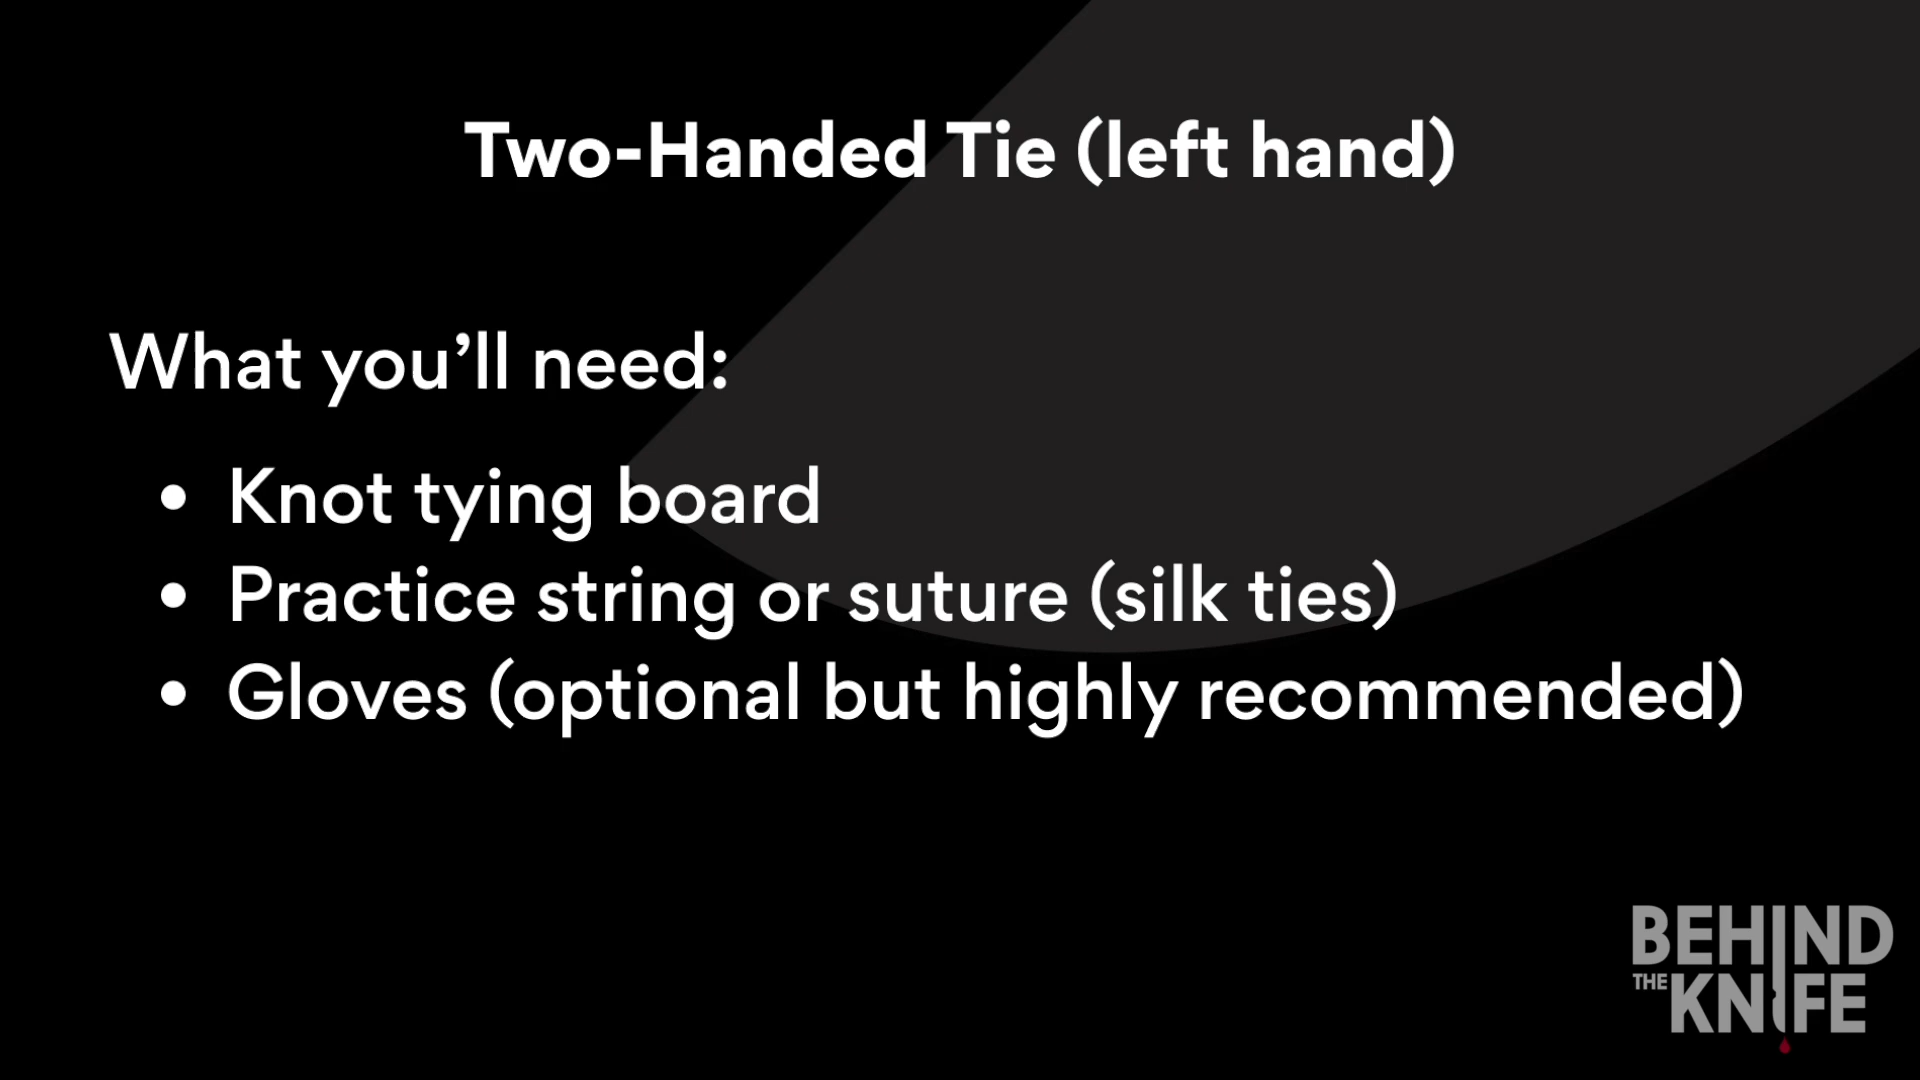 Two-Handed Tie (left hand)
What you’ll need:
• Knot tying board
• Practice string or suture (silk ties)
• Gloves (optional but highly recommended)
BEHIND
THE KNIFE